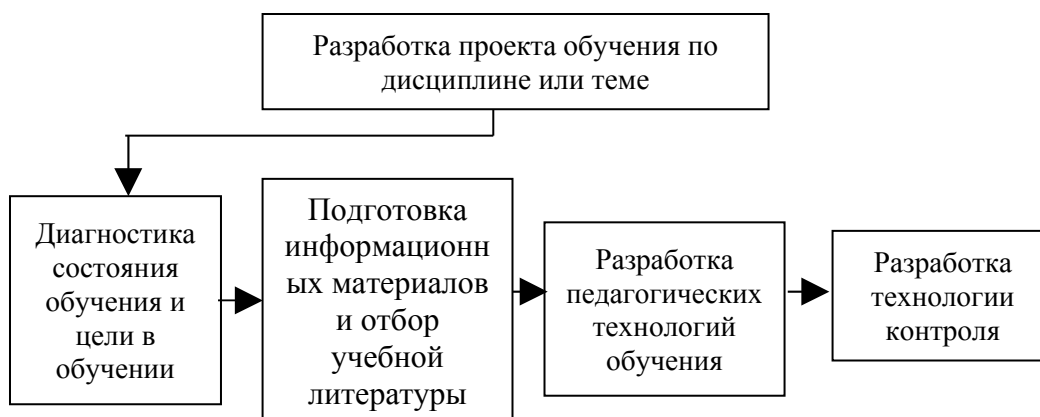 Разработка проекта обучения по
дисциплине или теме
Диагностика
состояния
обучения и
цели в
обучении
Подготовка
информационн
ых материалов
и отбор
учебной
литературы
Разработка
педагогических
технологий
обучения
Разработка
технологии
контроля